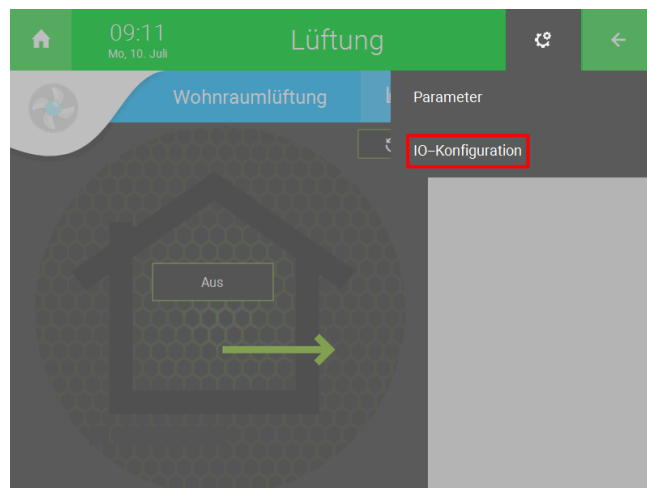 09:11
Mo, 10. Juli
Lüftung
Wohnraumlüftung
Parameter
IO-Konfiguration
Aus